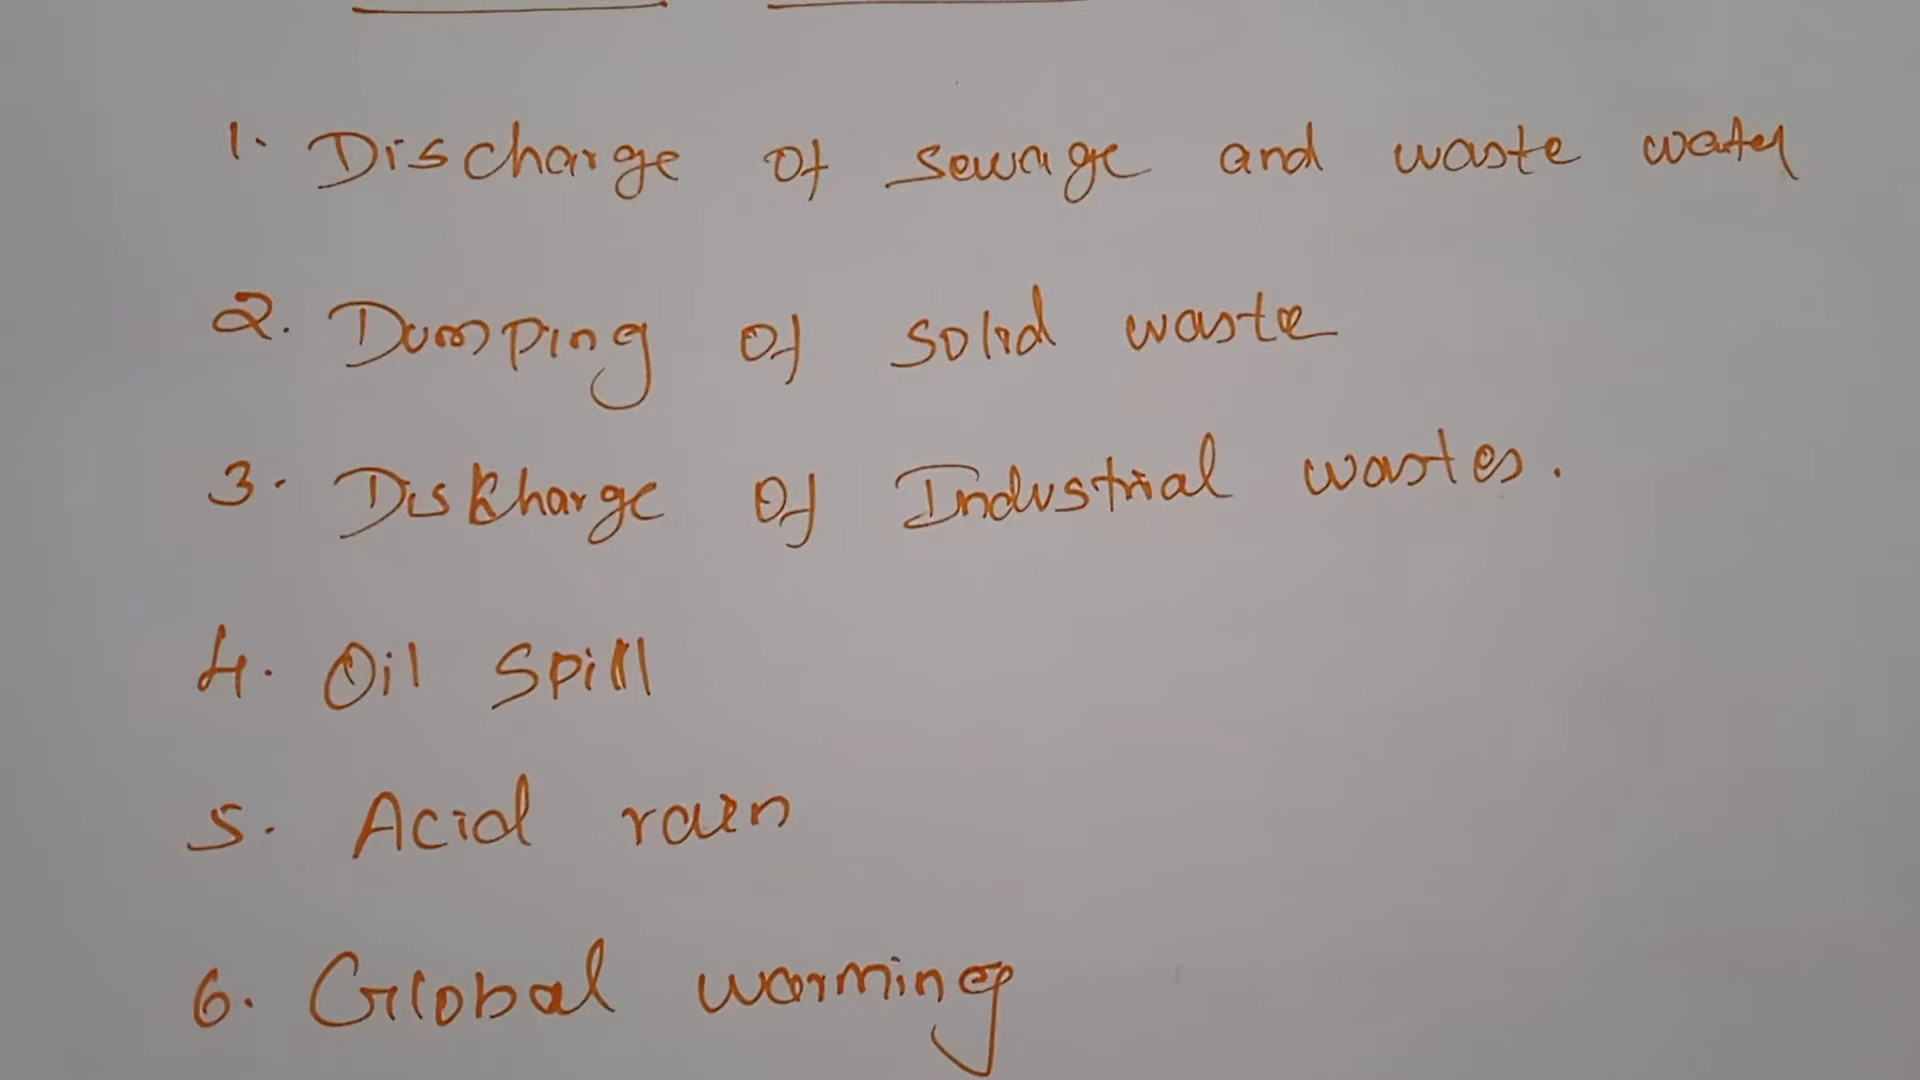 1. Discharge of sewage and waste water
2. Dumping of solid waste
3. Discharge of Industrial wastes.
4. Oil Spill
5. Acid rain
6. Global warming